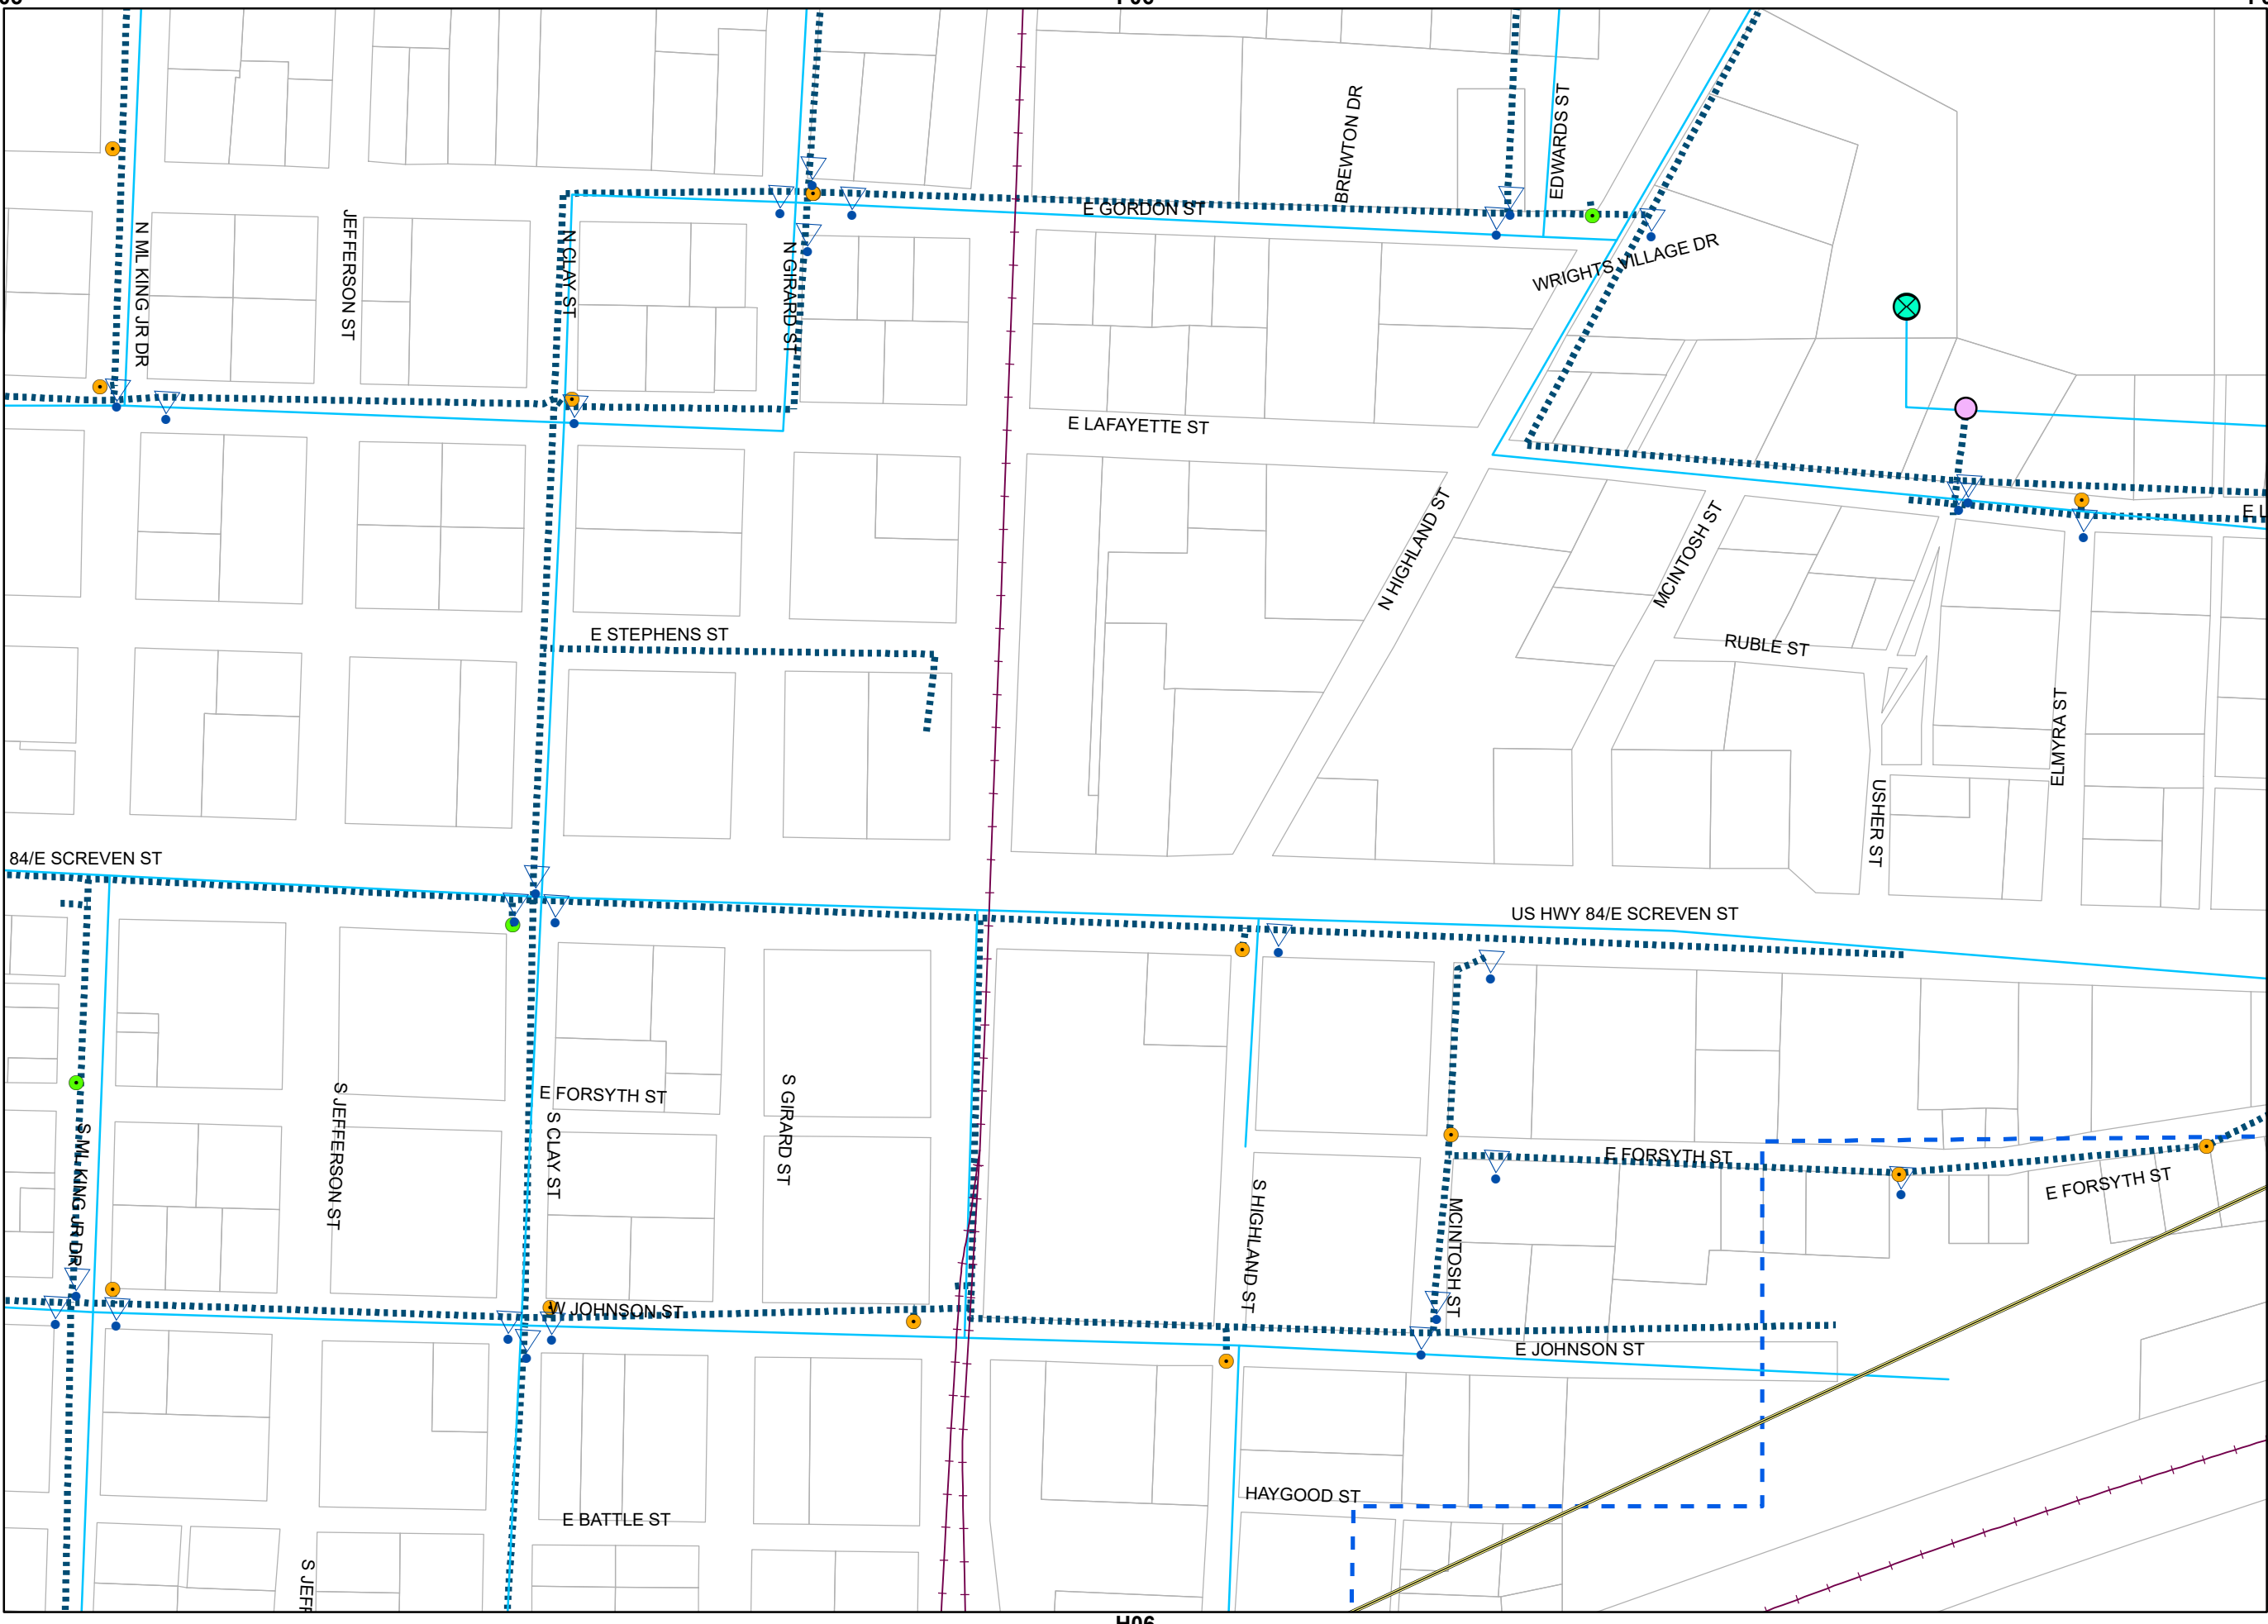 BREWTON DR
EDWARDS ST
E GORDON ST
N ML KING JR DR
JEFFERSON ST
N CLAY ST
N GIRARD ST
WRIGHTS VILLAGE DR
E LAFAYETTE ST
N HIGHLAND ST
MCINTOSH ST
E L
E STEPHENS ST
RUBLE ST
ELMYRA ST
USHER ST
84/E SCREVEN ST
US HWY 84/E SCREVEN ST
E FORSYTH ST
S JEFFERSON ST
S GIRARD ST
S CLAY ST
S ML KING JR DR
E FORSYTH ST
E FORSYTH ST
S HIGHLAND ST
MCINTOSH ST
W JOHNSON ST
E JOHNSON ST
HAYGOOD ST
E BATTLE ST
S JEFF
H06